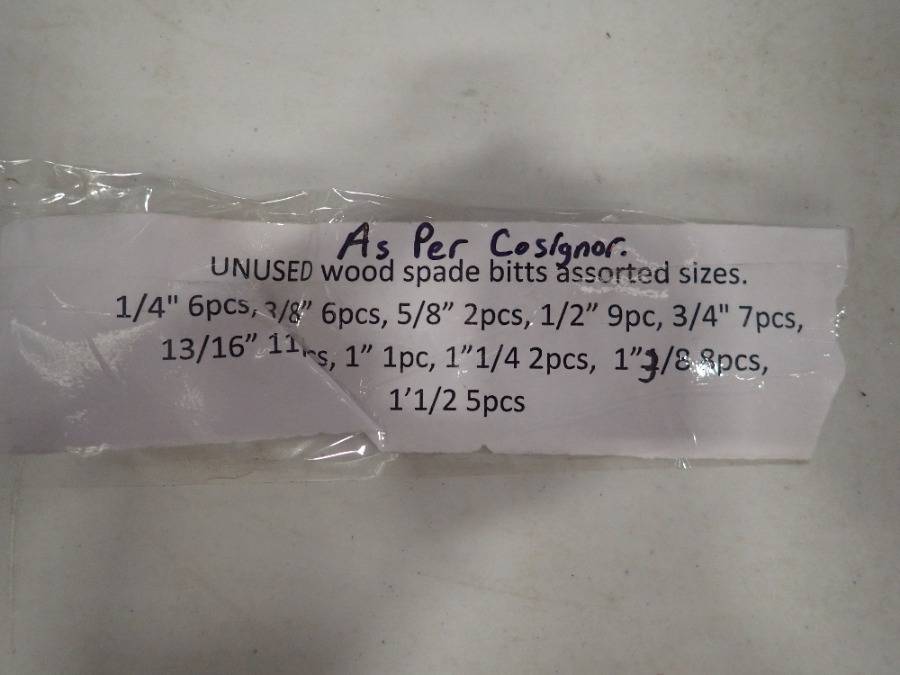 As Per Cosignor.
UNUSED wood spade bitts assorted sizes.
1/4" 6pcs, 3/8” 6pcs, 5/8” 2pcs, 1/2” 9pc, 3/4" 7pcs,
13/16” 1” 1pc, 1”1/4 2pcs, 1”3/8 8pcs,
1’1/2 5pcs